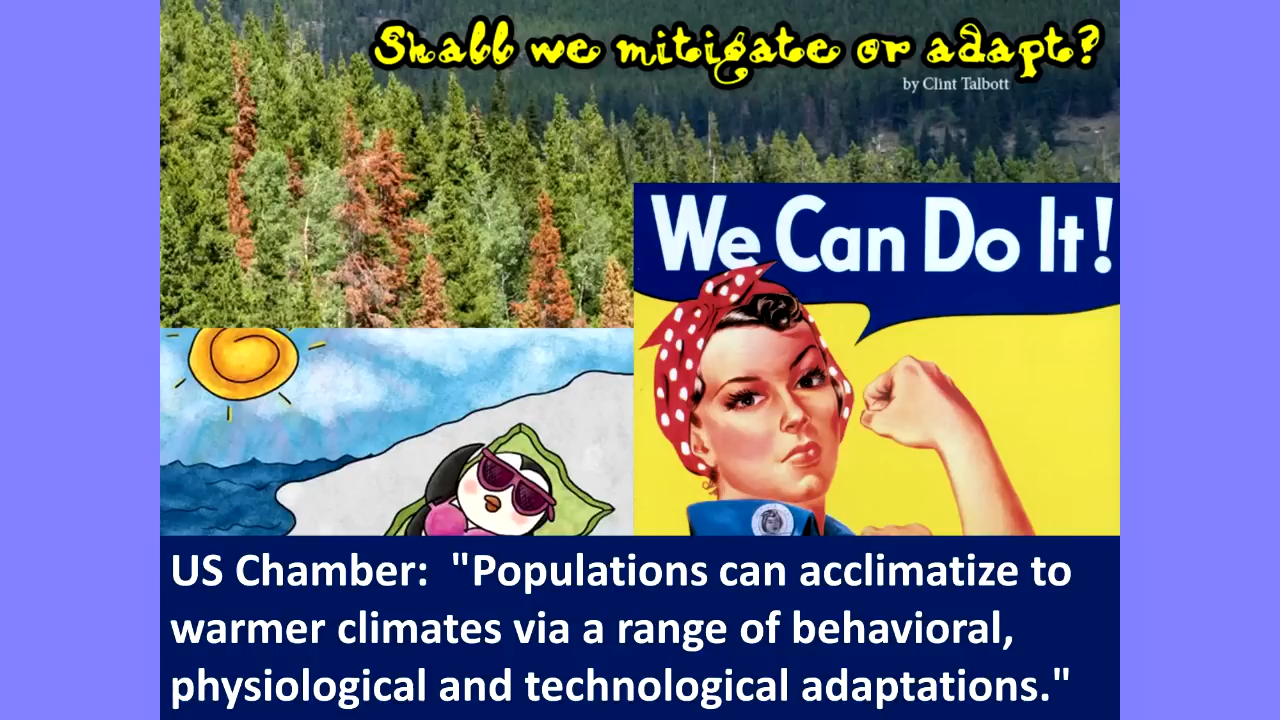 Shall we mitigate or adapt?
by Clint Talbott
We Can Do It!
US Chamber:  "Populations can acclimatize to
warmer climates via a range of behavioral,
physiological and technological adaptations."